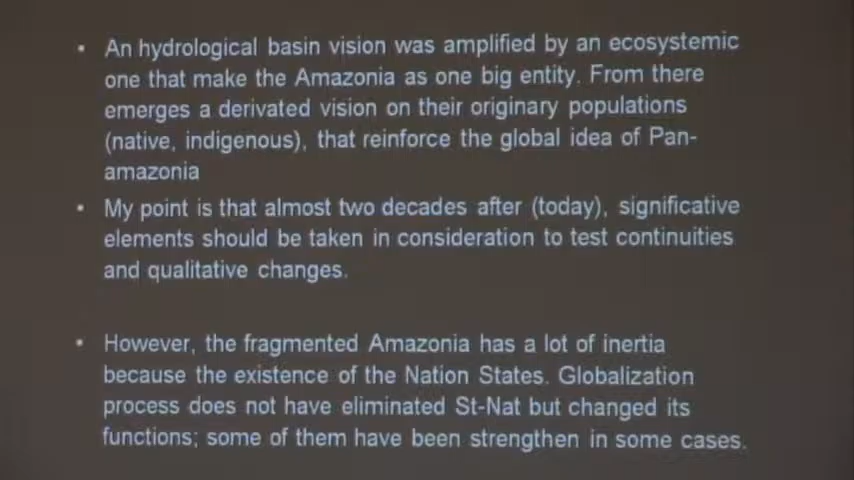 • An hydrological basin vision was amplified by an ecosystemic
one that make the Amazonia as one big entity. From there
emerges a derivated vision on their originary populations
(native, indigenous), that reinforce the global idea of Pan-
amazonia
• My point is that almost two decades after (today), significative
elements should be taken in consideration to test continuities
and qualitative changes.
• However, the fragmented Amazonia has a lot of inertia
because the existence of the Nation States. Globalization
process does not have eliminated St-Nat but changed its
functions; some of them have been strengthen in some cases.